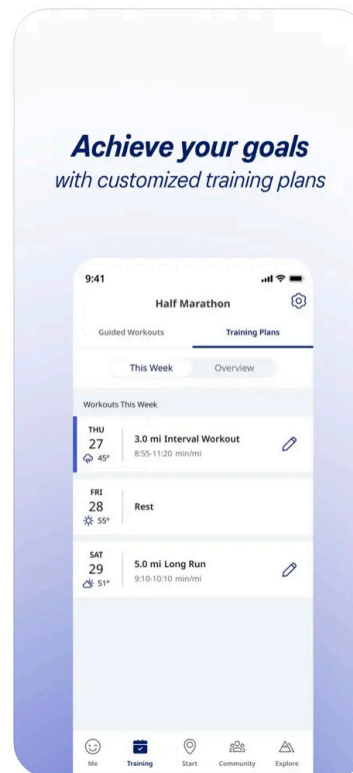 Achieve your goals
with customized training plans
9:41
Half Marathon
Guided Workouts
Training Plans
This Week
Overview
Workouts This Week
THU
27
45°
3.0 mi Interval Workout
8:55-11:20 min/mi
FRI
28
55°
Rest
SAT
29
51°
5.0 mi Long Run
9:10-10:10 min/mi
Me
Training
Start
Community
Explore